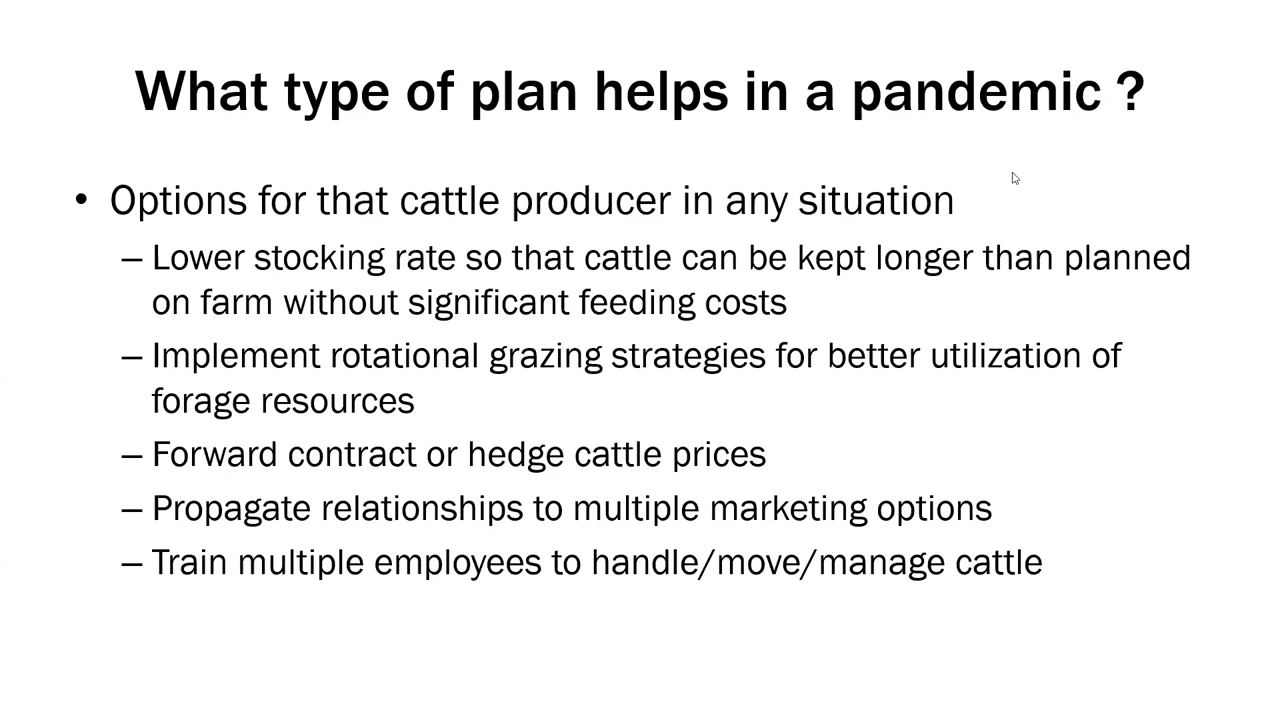 What type of plan helps in a pandemic ?
• Options for that cattle producer in any situation
– Lower stocking rate so that cattle can be kept longer than planned
on farm without significant feeding costs
– Implement rotational grazing strategies for better utilization of
forage resources
– Forward contract or hedge cattle prices
– Propagate relationships to multiple marketing options
– Train multiple employees to handle/move/manage cattle